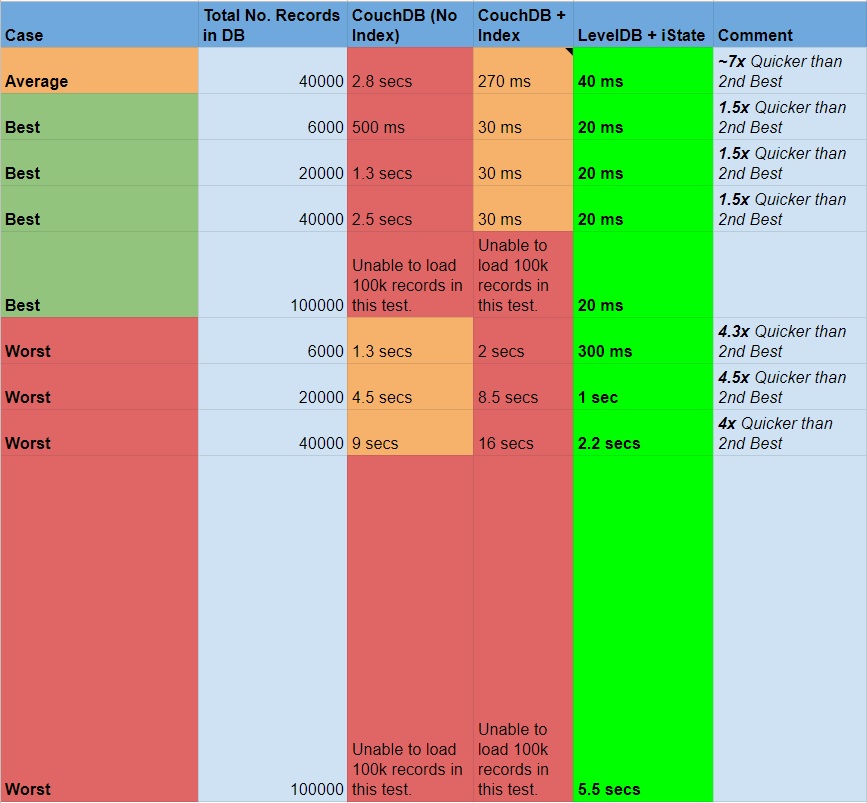 Case
Total No. Records
in DB
CouchDB (No
Index)
CouchDB +
Index
LevelDB + iState
Comment
Average
40000
2.8 secs
270 ms
40 ms
~7x Quicker than
2nd Best
Best
6000
500 ms
30 ms
20 ms
1.5x Quicker than
2nd Best
Best
20000
1.3 secs
30 ms
20 ms
1.5x Quicker than
2nd Best
Best
40000
2.5 secs
30 ms
20 ms
1.5x Quicker than
2nd Best
Best
100000
Unable to load
100k records in
this test.
Unable to
load 100k
records in
this test.
20 ms
Worst
6000
1.3 secs
2 secs
300 ms
4.3x Quicker than
2nd Best
Worst
20000
4.5 secs
8.5 secs
1 sec
4.5x Quicker than
2nd Best
Worst
40000
9 secs
16 secs
2.2 secs
4x Quicker than
2nd Best
Worst
100000
Unable to load
100k records in
this test.
Unable to
load 100k
records in
this test.
5.5 secs